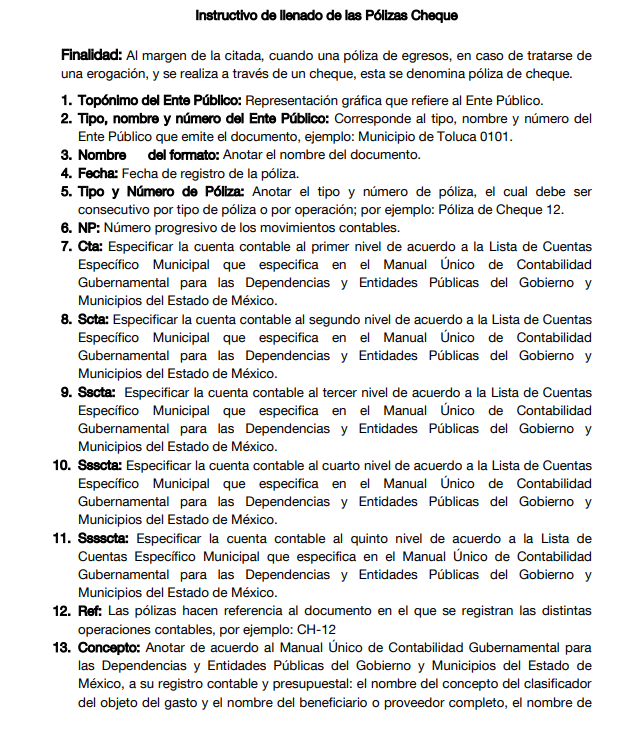 Instructivo de llenado de las Pólizas Cheque
Finalidad: Al margen de la citada, cuando una póliza de egresos, en caso de tratarse de
una erogación, y se realiza a través de un cheque, esta se denomina póliza de cheque.
1. Topónimo del Ente Público: Representación gráfica que refiere al Ente Público.
2. Tipo, nombre y número del Ente Público: Corresponde al tipo, nombre y número del
Ente Público que emite el documento, ejemplo: Municipio de Toluca 0101.
3. Nombre del formato: Anotar el nombre del documento.
4. Fecha: Fecha de registro de la póliza.
5. Tipo y Número de Póliza: Anotar el tipo y número de póliza, el cual debe ser
consecutivo por tipo de póliza o por operación; por ejemplo: Póliza de Cheque 12.
6. NP: Número progresivo de los movimientos contables.
7. Cta: Especificar la cuenta contable al primer nivel de acuerdo a la Lista de Cuentas
Específico Municipal que especifica en el Manual Único de Contabilidad
Gubernamental para las Dependencias y Entidades Públicas del Gobierno y
Municipios del Estado de México.
8. Scta: Especificar la cuenta contable al segundo nivel de acuerdo a la Lista de Cuentas
Específico Municipal que especifica en el Manual Único de Contabilidad
Gubernamental para las Dependencias y Entidades Públicas del Gobierno y
Municipios del Estado de México.
9. Sscta: Especificar la cuenta contable al tercer nivel de acuerdo a la Lista de Cuentas
Específico Municipal que especifica en el Manual Único de Contabilidad
Gubernamental para las Dependencias y Entidades Públicas del Gobierno y
Municipios del Estado de México.
10. Ssscta: Especificar la cuenta contable al cuarto nivel de acuerdo a la Lista de Cuentas
Específico Municipal que especifica en el Manual Único de Contabilidad
Gubernamental para las Dependencias y Entidades Públicas del Gobierno y
Municipios del Estado de México.
11. Sssscta: Especificar la cuenta contable al quinto nivel de acuerdo a la Lista de
Cuentas Específico Municipal que especifica en el Manual Único de Contabilidad
Gubernamental para las Dependencias y Entidades Públicas del Gobierno y
Municipios del Estado de México.
12. Ref: Las pólizas hacen referencia al documento en el que se registran las distintas
operaciones contables, por ejemplo: CH-12
13. Concepto: Anotar de acuerdo al Manual Único de Contabilidad Gubernamental para
las Dependencias y Entidades Públicas del Gobierno y Municipios del Estado de
México, a su registro contable y presupuestal: el nombre del concepto del clasificador
del objeto del gasto y el nombre del beneficiario o proveedor completo, el nombre de